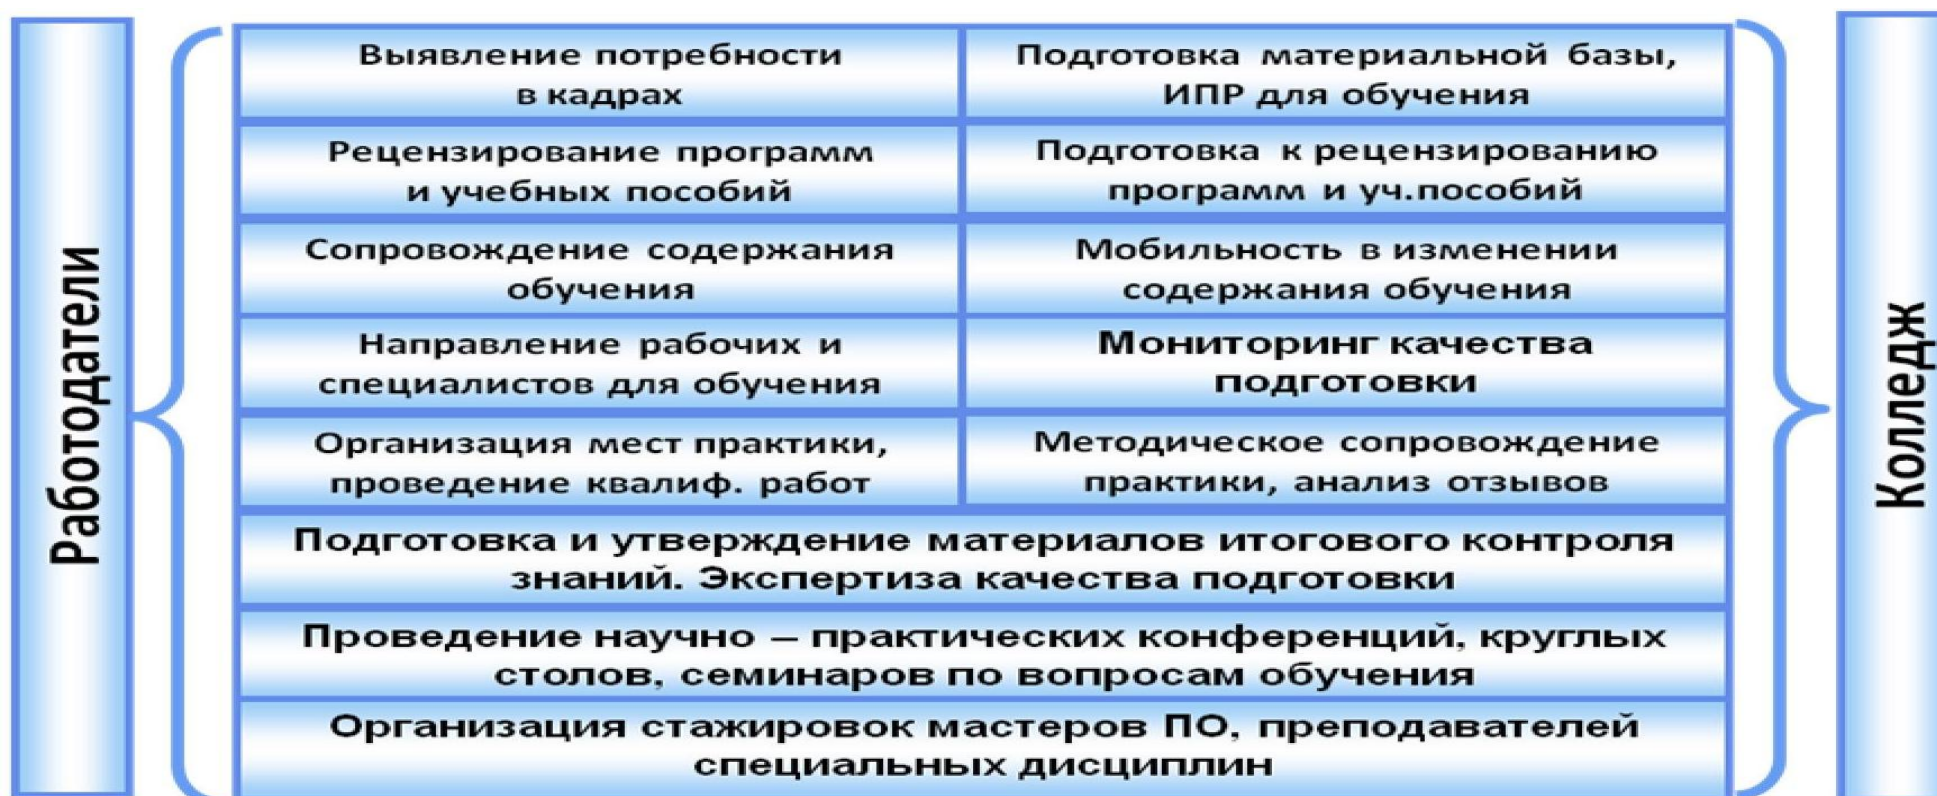 Работодатели
Выявление потребности
в кадрах
Подготовка материальной базы,
ИПР для обучения
Рецензирование программ
и учебных пособий
Подготовка к рецензированию
программ и уч.пособий
Сопровождение содержания
обучения
Мобильность в изменении
содержания обучения
Направление рабочих и
специалистов для обучения
Мониторинг качества
подготовки
Организация мест практики,
проведение квалиф. работ
Методическое сопровождение
практики, анализ отзывов
Подготовка и утверждение материалов итогового контроля
знаний. Экспертиза качества подготовки
Проведение научно – практических конференций, круглых
столов, семинаров по вопросам обучения
Организация стажировок мастеров ПО, преподавателей
специальных дисциплин
Колледж